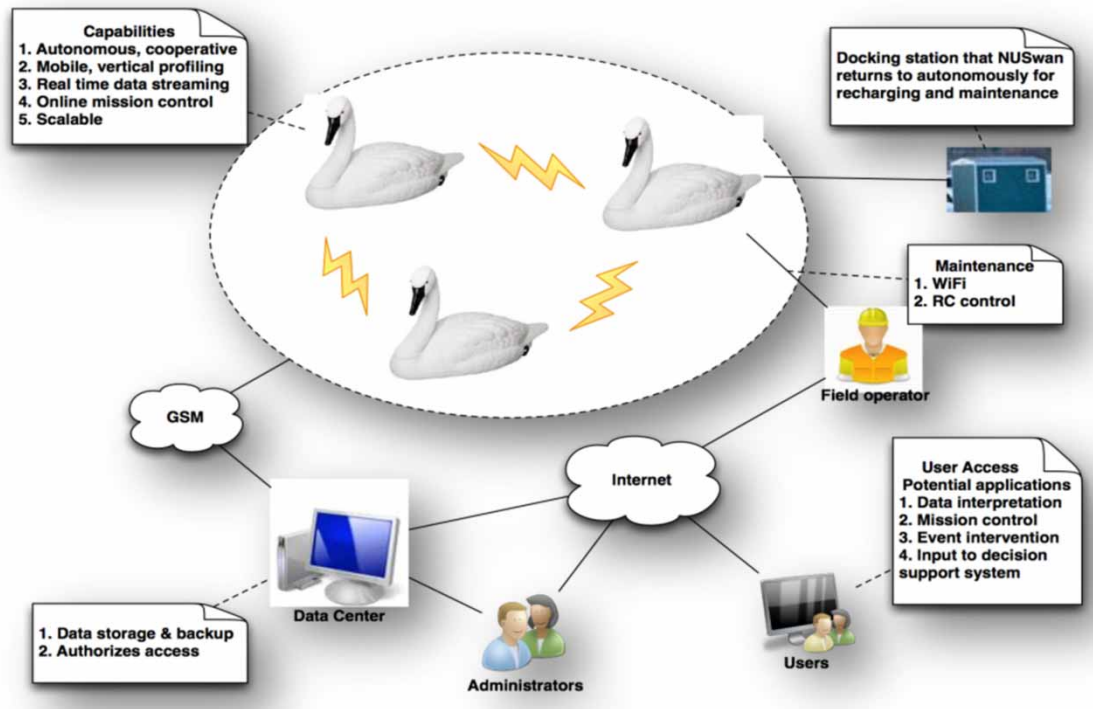 Capabilities
1. Autonomous, cooperative
2. Mobile, vertical profiling
3. Real time data streaming
4. Online mission control
5. Scalable
Docking station that NUSwan
returns to autonomously for
recharging and maintenance
Maintenance
1. WiFi
2. RC control
Field operator
GSM
Internet
User Access
Potential applications
1. Data interpretation
2. Mission control
3. Event intervention
4. Input to decision
support system
Data Center
1. Data storage & backup
2. Authorizes access
Administrators
Users